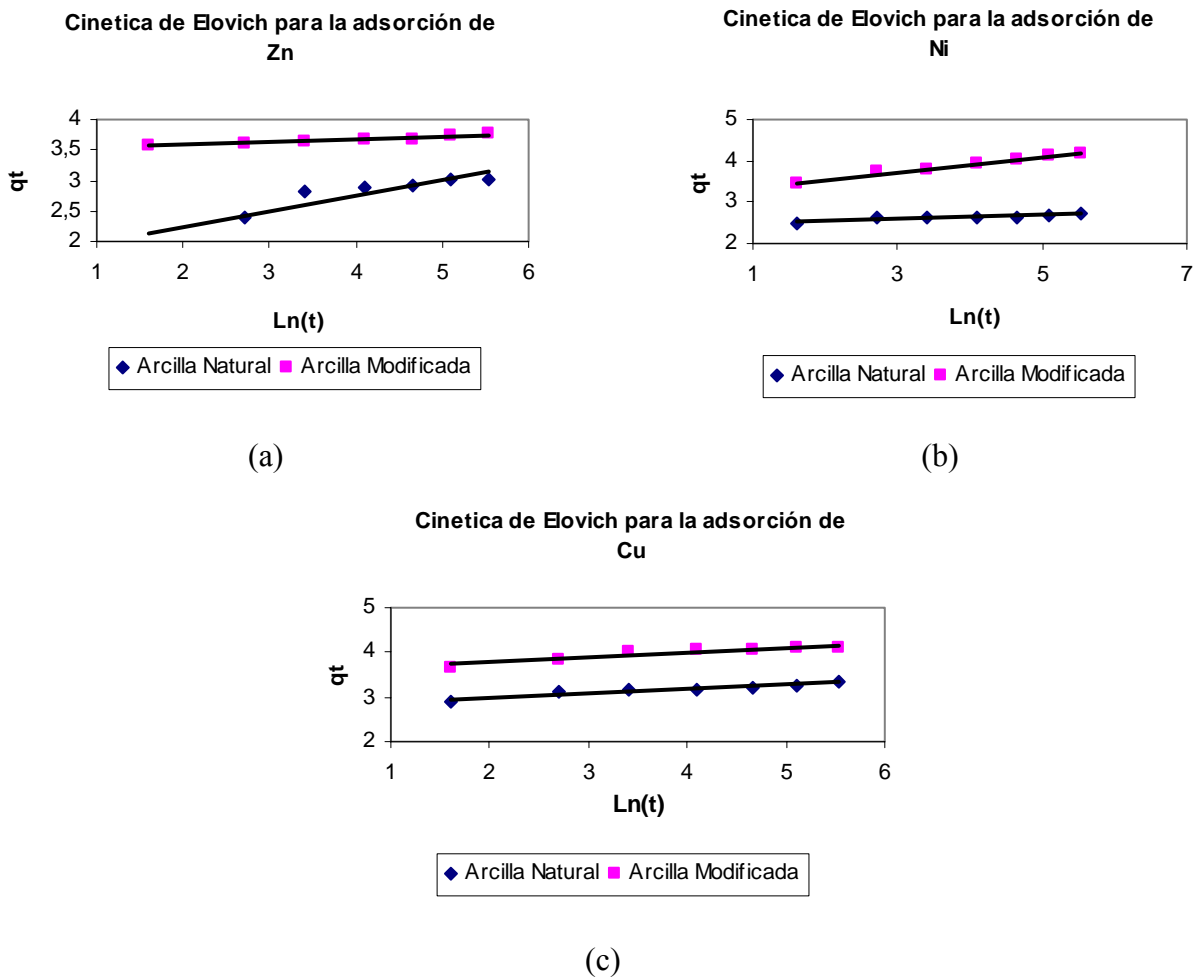 Cinetica de Elovich para la adsorción de
Zn
4
3,5
3
2,5
2
qt
1 2 3 4 5 6
Ln(t)
Arcilla Natural Arcilla Modificada
(a)
Cinetica de Elovich para la adsorción de
Ni
5
4
3
2
qt
1 3 5 7
Ln(t)
Arcilla Natural Arcilla Modificada
(b)
Cinetica de Elovich para la adsorción de
Cu
5
4
3
2
qt
1 2 3 4 5 6
Ln(t)
Arcilla Natural Arcilla Modificada
(c)